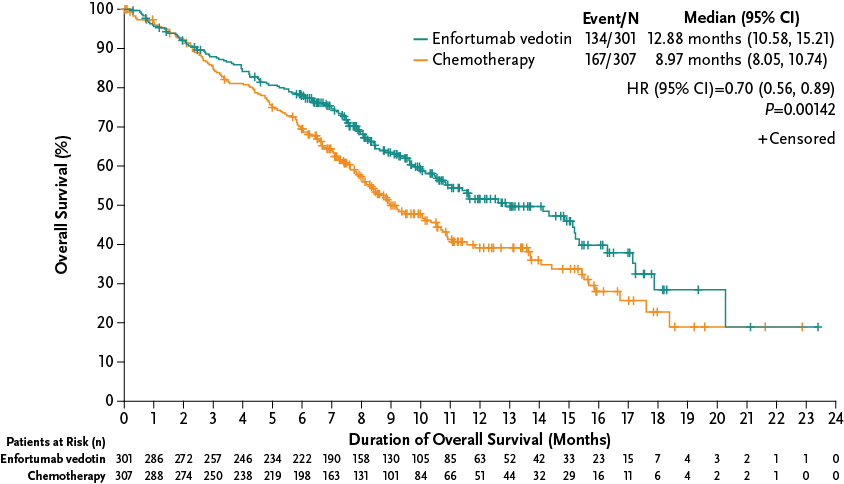 Event/N Median (95% CI)
Enfortumab vedotin 134/301 12.88 months (10.58, 15.21)
Chemotherapy 167/307 8.97 months (8.05, 10.74)
HR (95% CI)=0.70 (0.56, 0.89)
P=0.00142
+Censored
Overall Survival (%)
100
90
80
70
60
50
40
30
20
10
0
0 1 2 3 4 5 6 7 8 9 10 11 12 13 14 15 16 17 18 19 20 21 22 23 24
Duration of Overall Survival (Months)
Patients at Risk (n)
Enfortumab vedotin 301 286 272 257 246 234 222 190 158 130 105 85 63 52 42 33 23 15 7 4 3 2 1 1 0
Chemotherapy 307 288 274 250 238 219 198 163 131 101 84 66 51 44 32 29 16 11 6 4 2 2 1 0 0